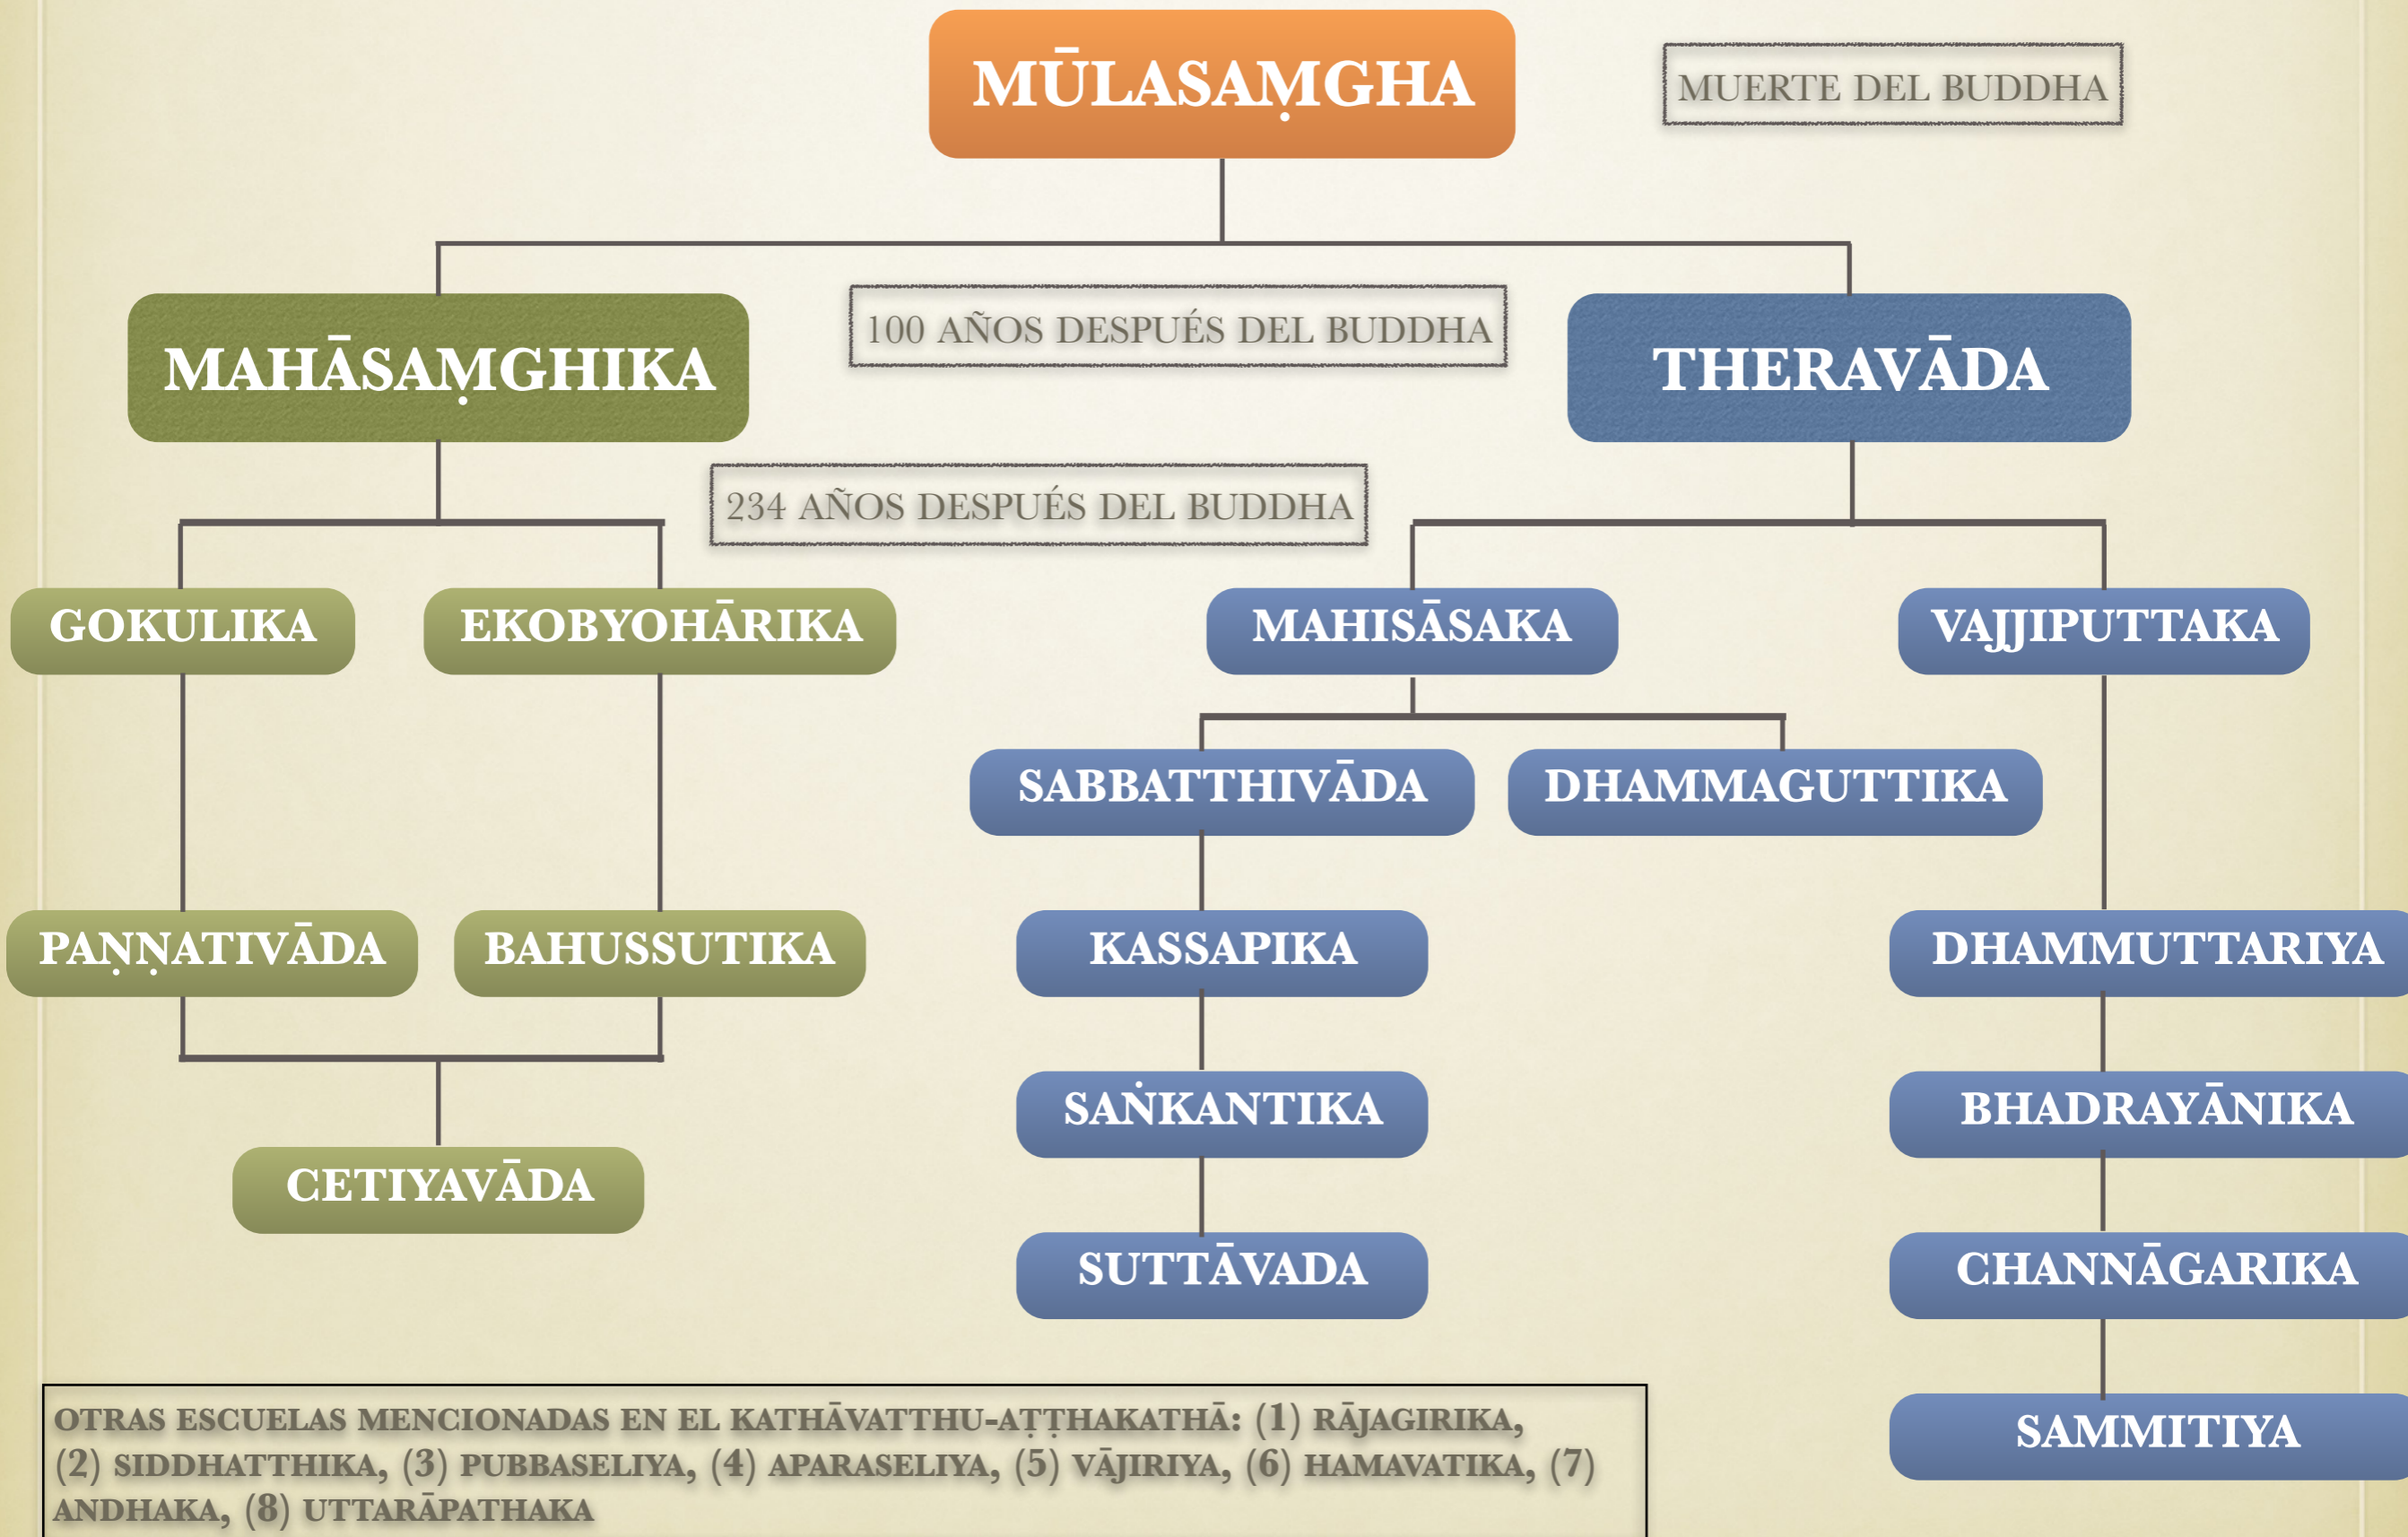 MŪLASAṂGHA
MUERTE DEL BUDDHA
MAHĀSAṂGHIKA
100 AÑOS DESPUÉS DEL BUDDHA
THERAVĀDA
234 AÑOS DESPUÉS DEL BUDDHA
GOKULIKA
EKOBYOHĀRIKA
MAHISĀSAKA
VAJJIPUTTAKA
SABBATTHIVĀDA
DHAMMAGUTTIKA
PAṆṆATIVĀDA
BAHUSSUTIKA
KASSAPIKA
DHAMMUTTARIYA
SAṄKANTIKA
BHADRAYĀNIKA
CETIYAVĀDA
SUTTĀVADA
CHANNĀGARIKA
SAMMITIYA
OTRAS ESCUELAS MENCIONADAS EN EL KATHĀVATTHU-AṬṬHAKATHĀ: (1) RĀJAGIRIKA,
(2) SIDDHATTHIKA, (3) PUBBASELIYA, (4) APARASELIYA, (5) VĀJIRIYA, (6) HAMAVATIKA, (7)
ANDHAKA, (8) UTTARĀPATHAKA